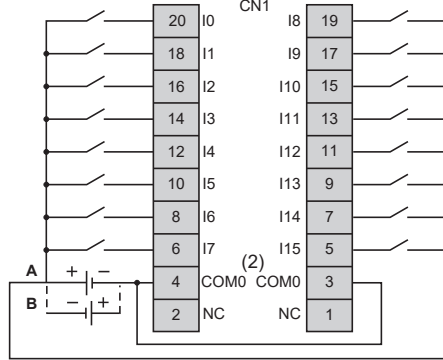 CN1
20 I0 I8 19
18 I1 I9 17
16 I2 I10 15
14 I3 I11 13
12 I4 I12 11
10 I5 I13 9
8 I6 I14 7
6 I7 I15 5
(2)
A + − 4 COM0 COM0 3
B − + 2 NC NC 1